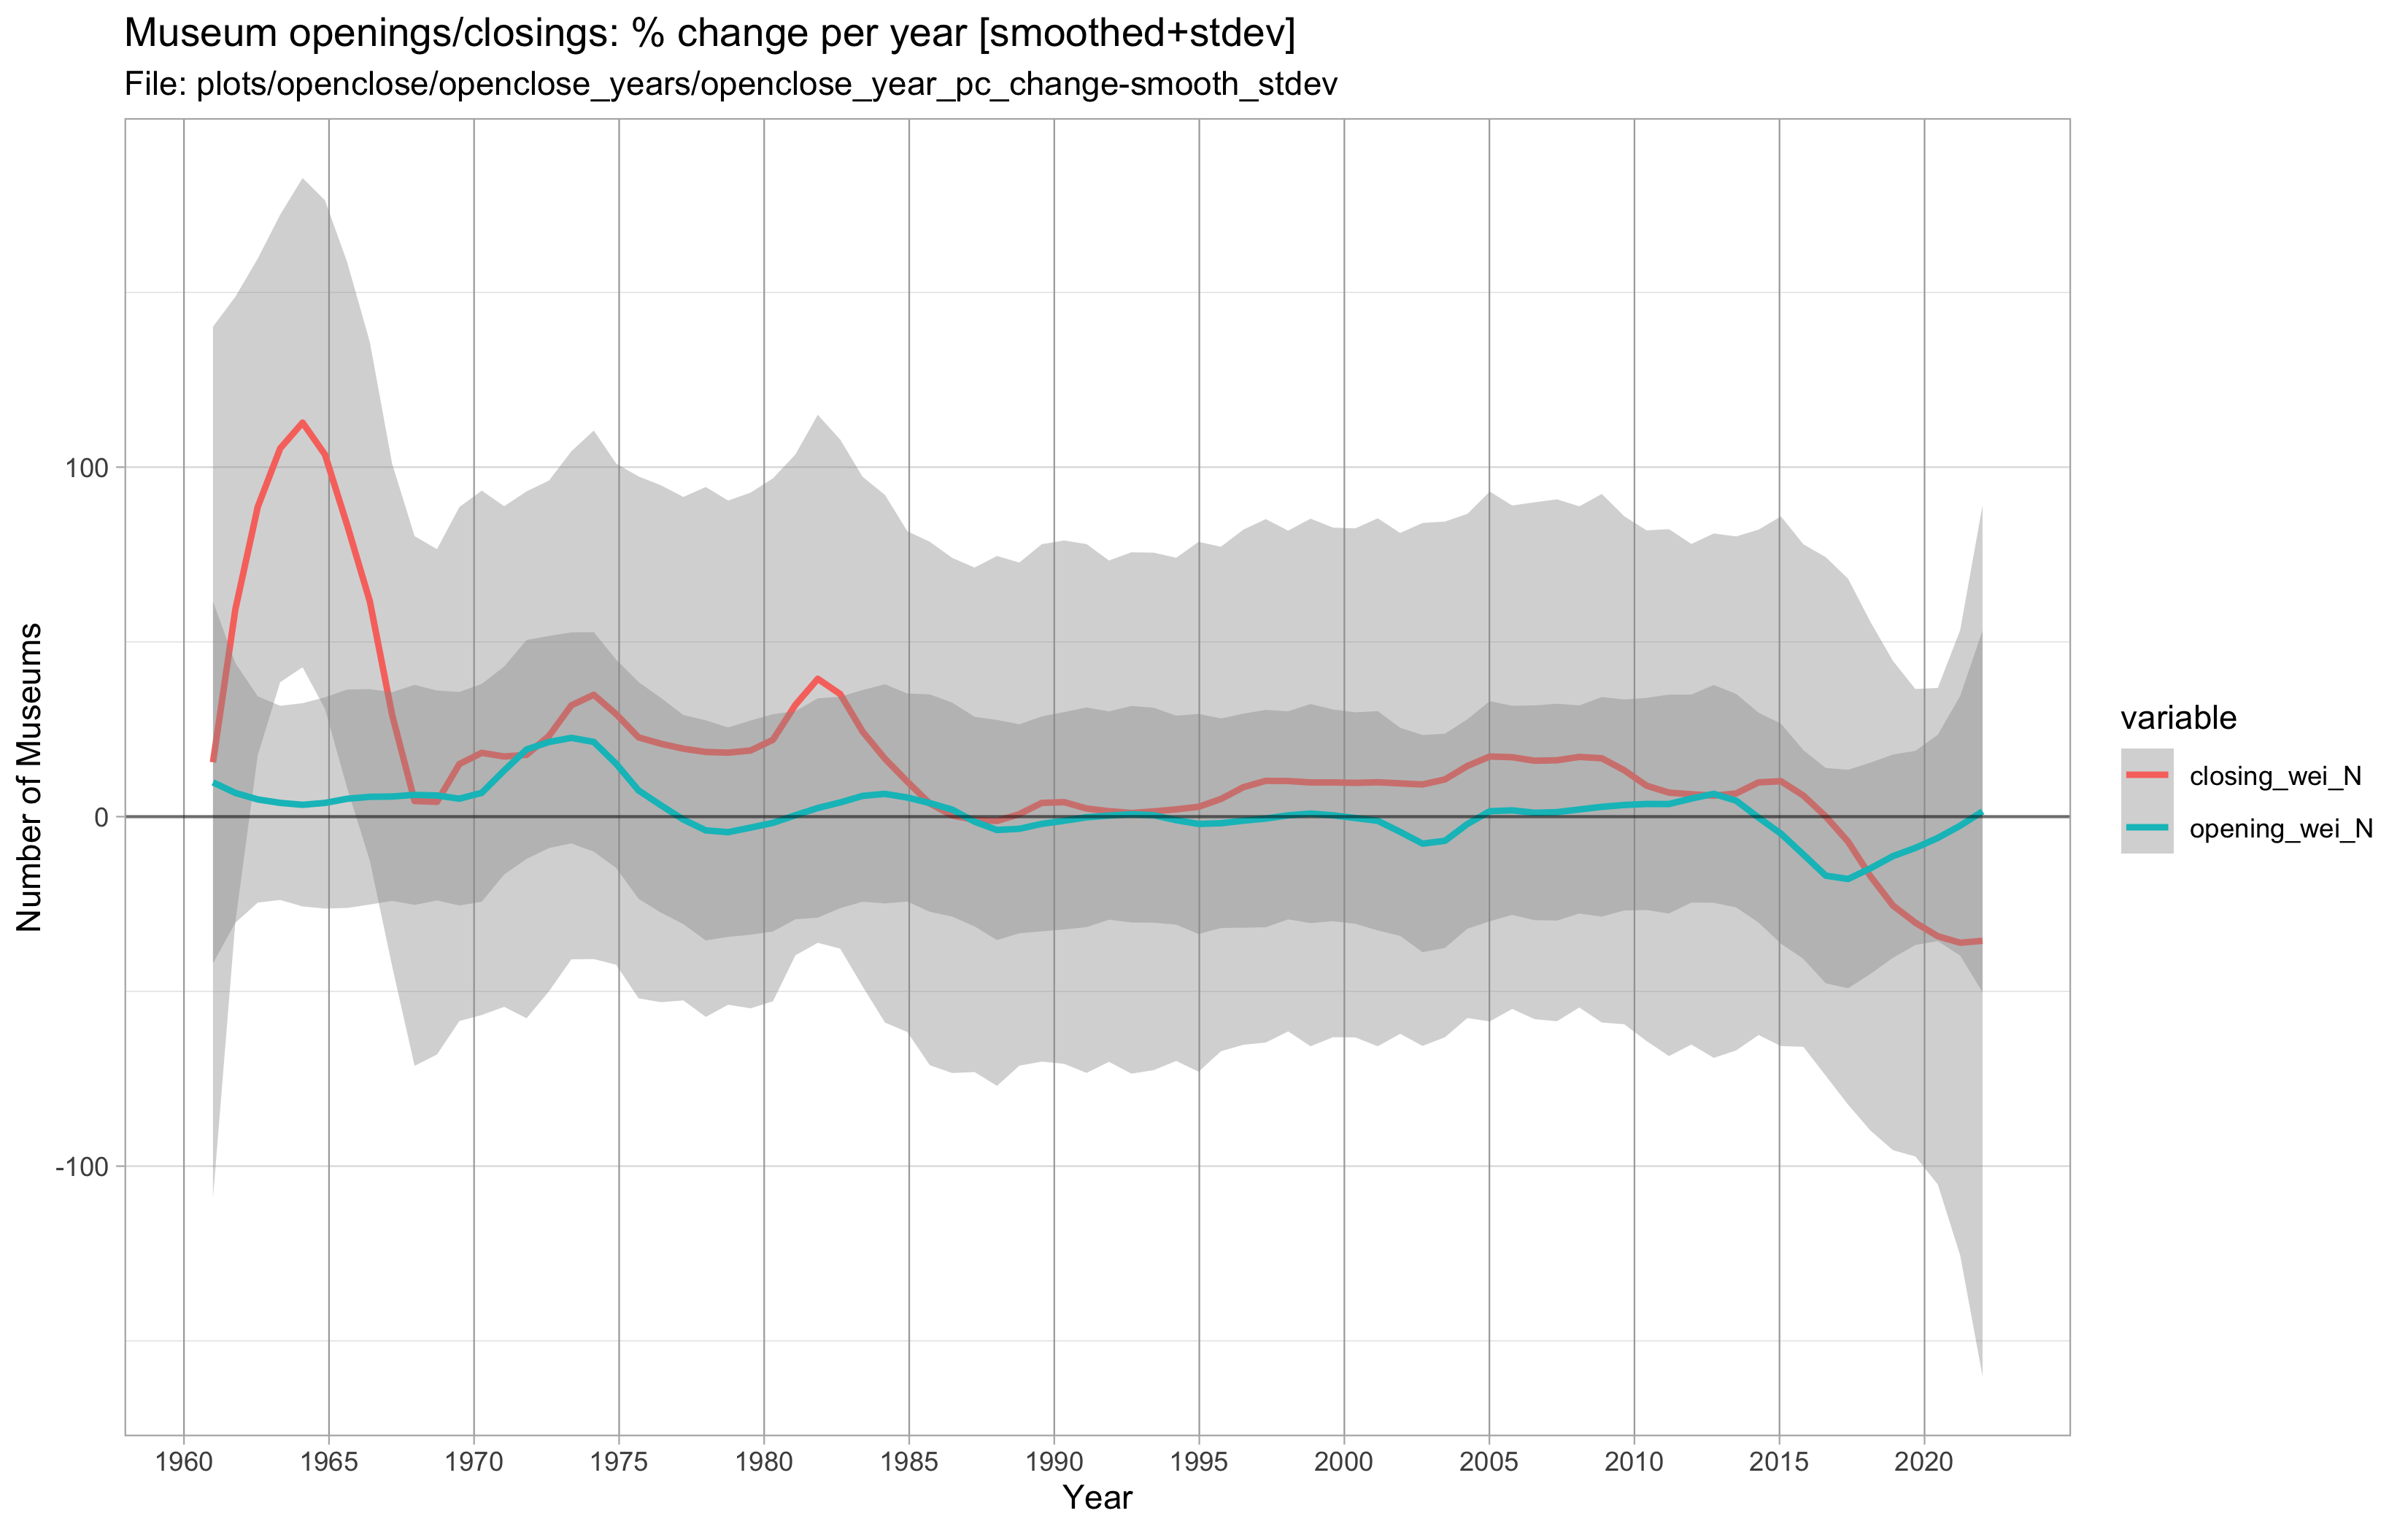 Museum openings/closings: % change per year [smoothed+stdev]
File: plots/openclose/openclose_years/openclose_year_pc_change-smooth_stdev
Number of Museums
100
0
-100
1960 1965 1970 1975 1980 1985 1990 1995 2000 2005 2010 2015 2020
Year
variable
closing_wei_N
opening_wei_N